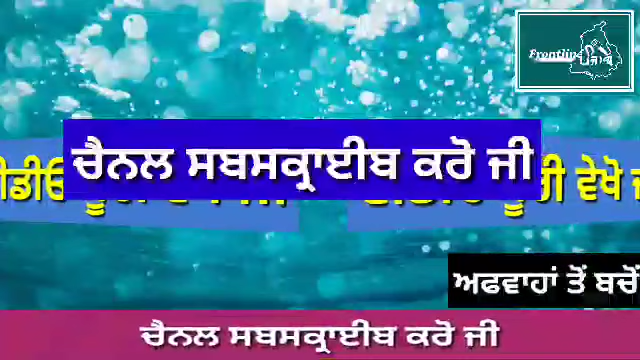 Frontline
ਪੰਜਾਬ
ਚੈਨਲ ਸਬਸਕ੍ਰਾਈਬ ਕਰੋ ਜੀ
ਵੇਖੋ
ਅਫਵਾਹਾਂ ਤੋਂ ਬਚੋਂ
ਚੈਨਲ ਸਬਸਕ੍ਰਾਈਬ ਕਰੋ ਜੀ